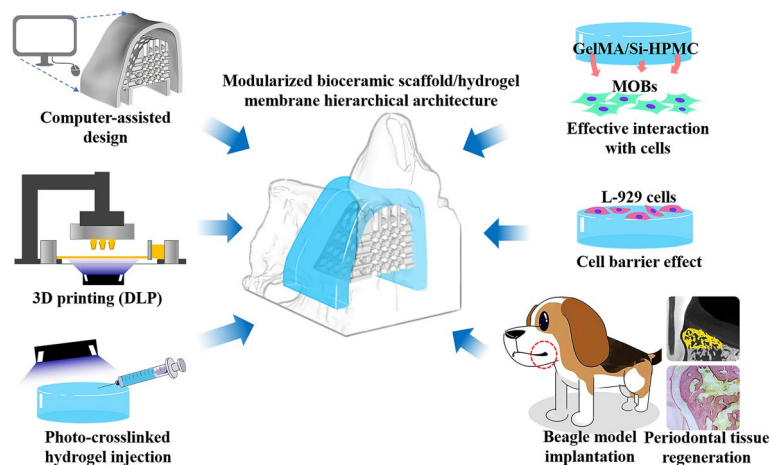 Computer-assisted
design
3D printing (DLP)
Photo-crosslinked
hydrogel injection
Modularized bioceramic scaffold/hydrogel
membrane hierarchical architecture
GelMA/Si-HPMC
MOBs
Effective interaction
with cells
L-929 cells
Cell barrier effect
Beagle model
implantation
Periodontal tissue
regeneration